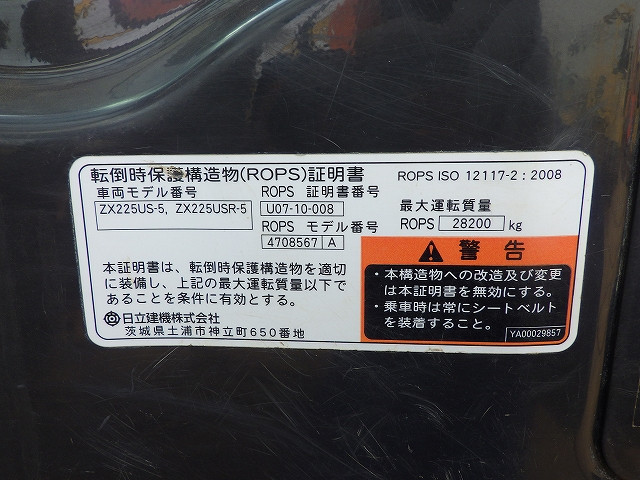 転倒時保護構造物(ROPS)証明書 ROPS ISO 12117-2 : 2008
車両モデル番号
ZX225US-5, ZX225USR-5
ROPS 証明書番号
U07-10-008
ROPS モデル番号
4708567 A
最大運転質量
ROPS 28200 kg
本証明書は、転倒時保護構造物を適切
に装備し、上記の最大運転質量以下で
あることを条件に有効とする。
日立建機株式会社
茨城県土浦市神立町650番地
警告
・本構造物への改造及び変更
は本証明書を無効にする。
・乗車時は常にシートベルト
を装着すること。
YA00029857